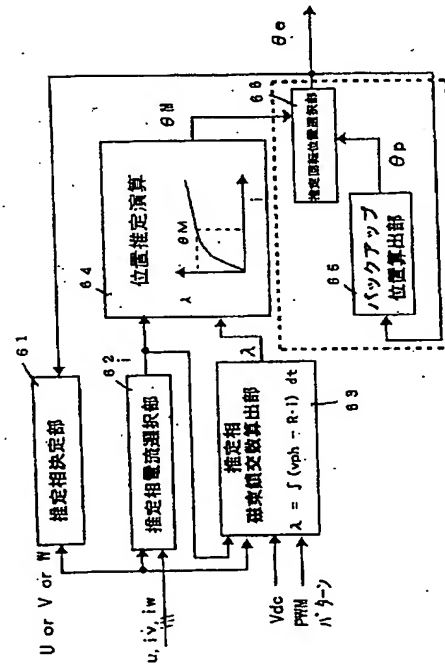 U or V or W
61
推定相決定部
u, iv, iw
62
推定相電流選択部
i
Vdc
PWM
パターン
推定相
磁束鎖交数算出部
λ = ∫(vph - R·i) dt
63
λ
64
位置推定演算
λ
θM
i
θM
65
バックアップ
位置算出部
θp
66
推定回転位置選択部
θe